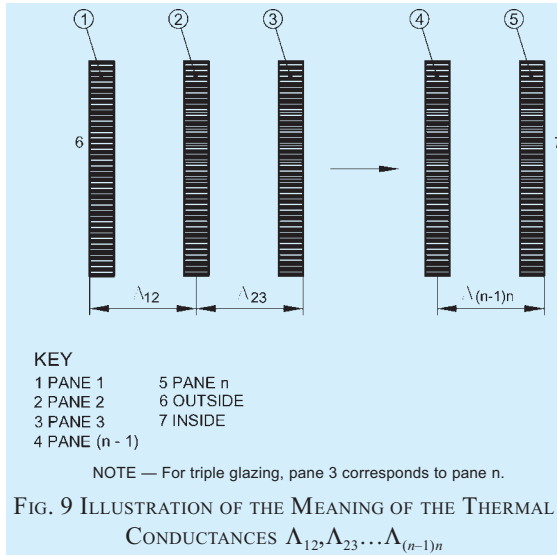 1 2 3 4 5
6 7
Λ12 Λ23 Λ(n-1)n
KEY
1 PANE 1 5 PANE n
2 PANE 2 6 OUTSIDE
3 PANE 3 7 INSIDE
4 PANE (n - 1)
NOTE — For triple glazing, pane 3 corresponds to pane n.
FIG. 9 ILLUSTRATION OF THE MEANING OF THE THERMAL
CONDUCTANCES Λ12,Λ23...Λ(n–1)n